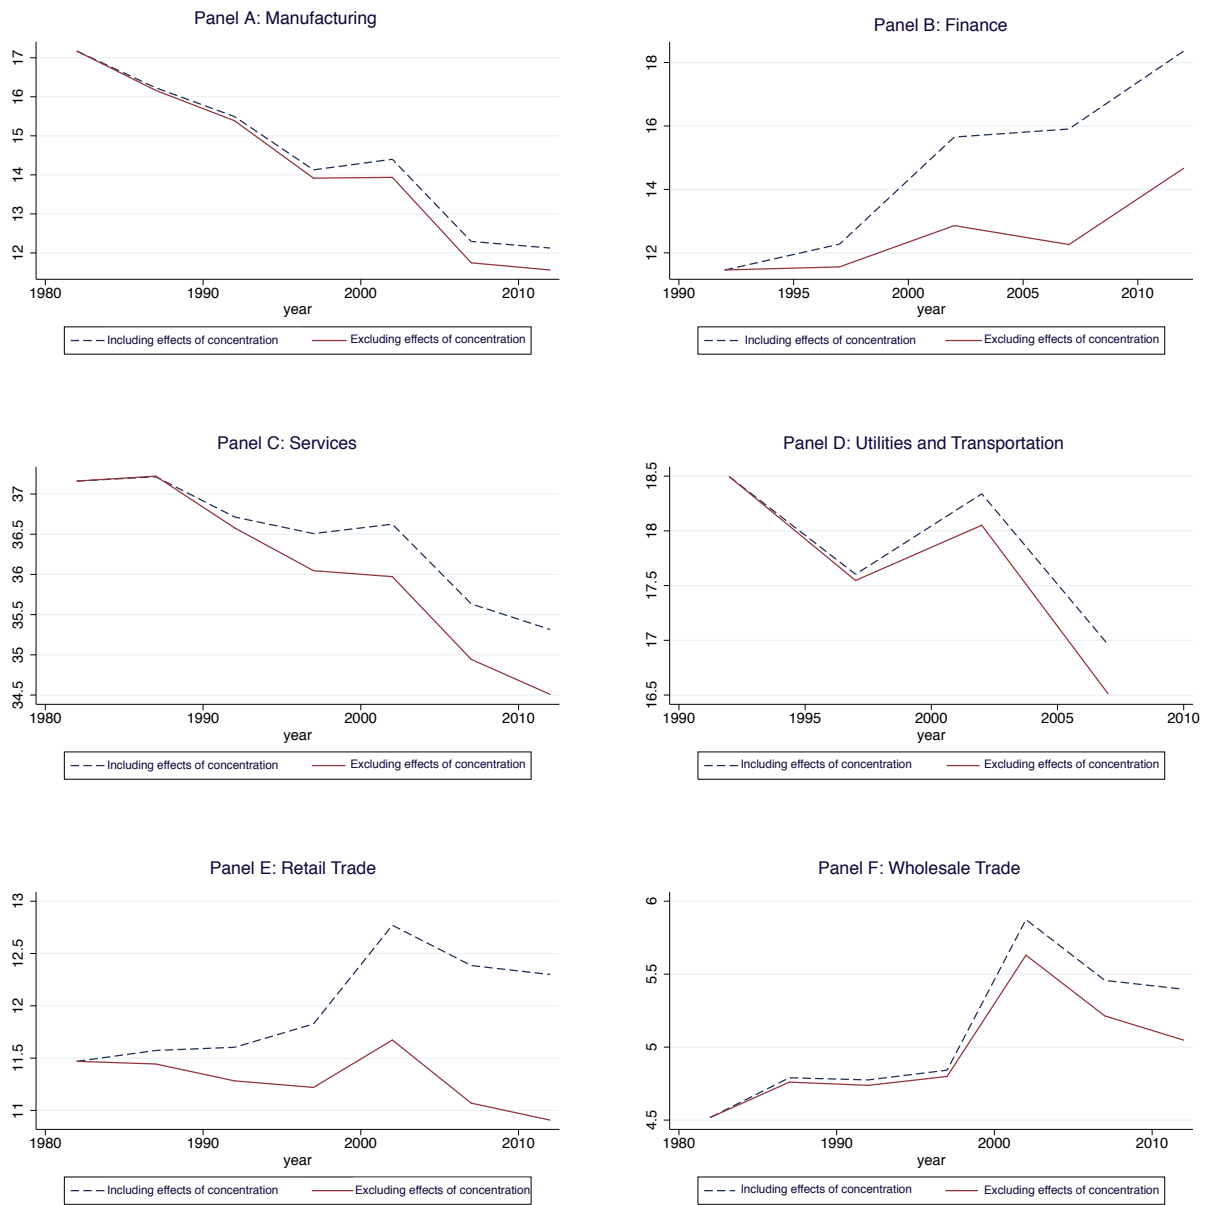 Panel A: Manufacturing
17
16
15
14
13
12
1980 1990 2000 2010
year
Including effects of concentration Excluding effects of concentration
Panel B: Finance
18
16
14
12
1990 1995 2000 2005 2010
year
Including effects of concentration Excluding effects of concentration
Panel C: Services
37
36.5
36
35.5
35
34.5
1980 1990 2000 2010
year
Including effects of concentration Excluding effects of concentration
Panel D: Utilities and Transportation
18.5
18
17.5
17
16.5
1990 1995 2000 2005 2010
year
Including effects of concentration Excluding effects of concentration
Panel E: Retail Trade
13
12.5
12
11.5
11
1980 1990 2000 2010
year
Including effects of concentration Excluding effects of concentration
Panel F: Wholesale Trade
6
5.5
5
4.5
1980 1990 2000 2010
year
Including effects of concentration Excluding effects of concentration